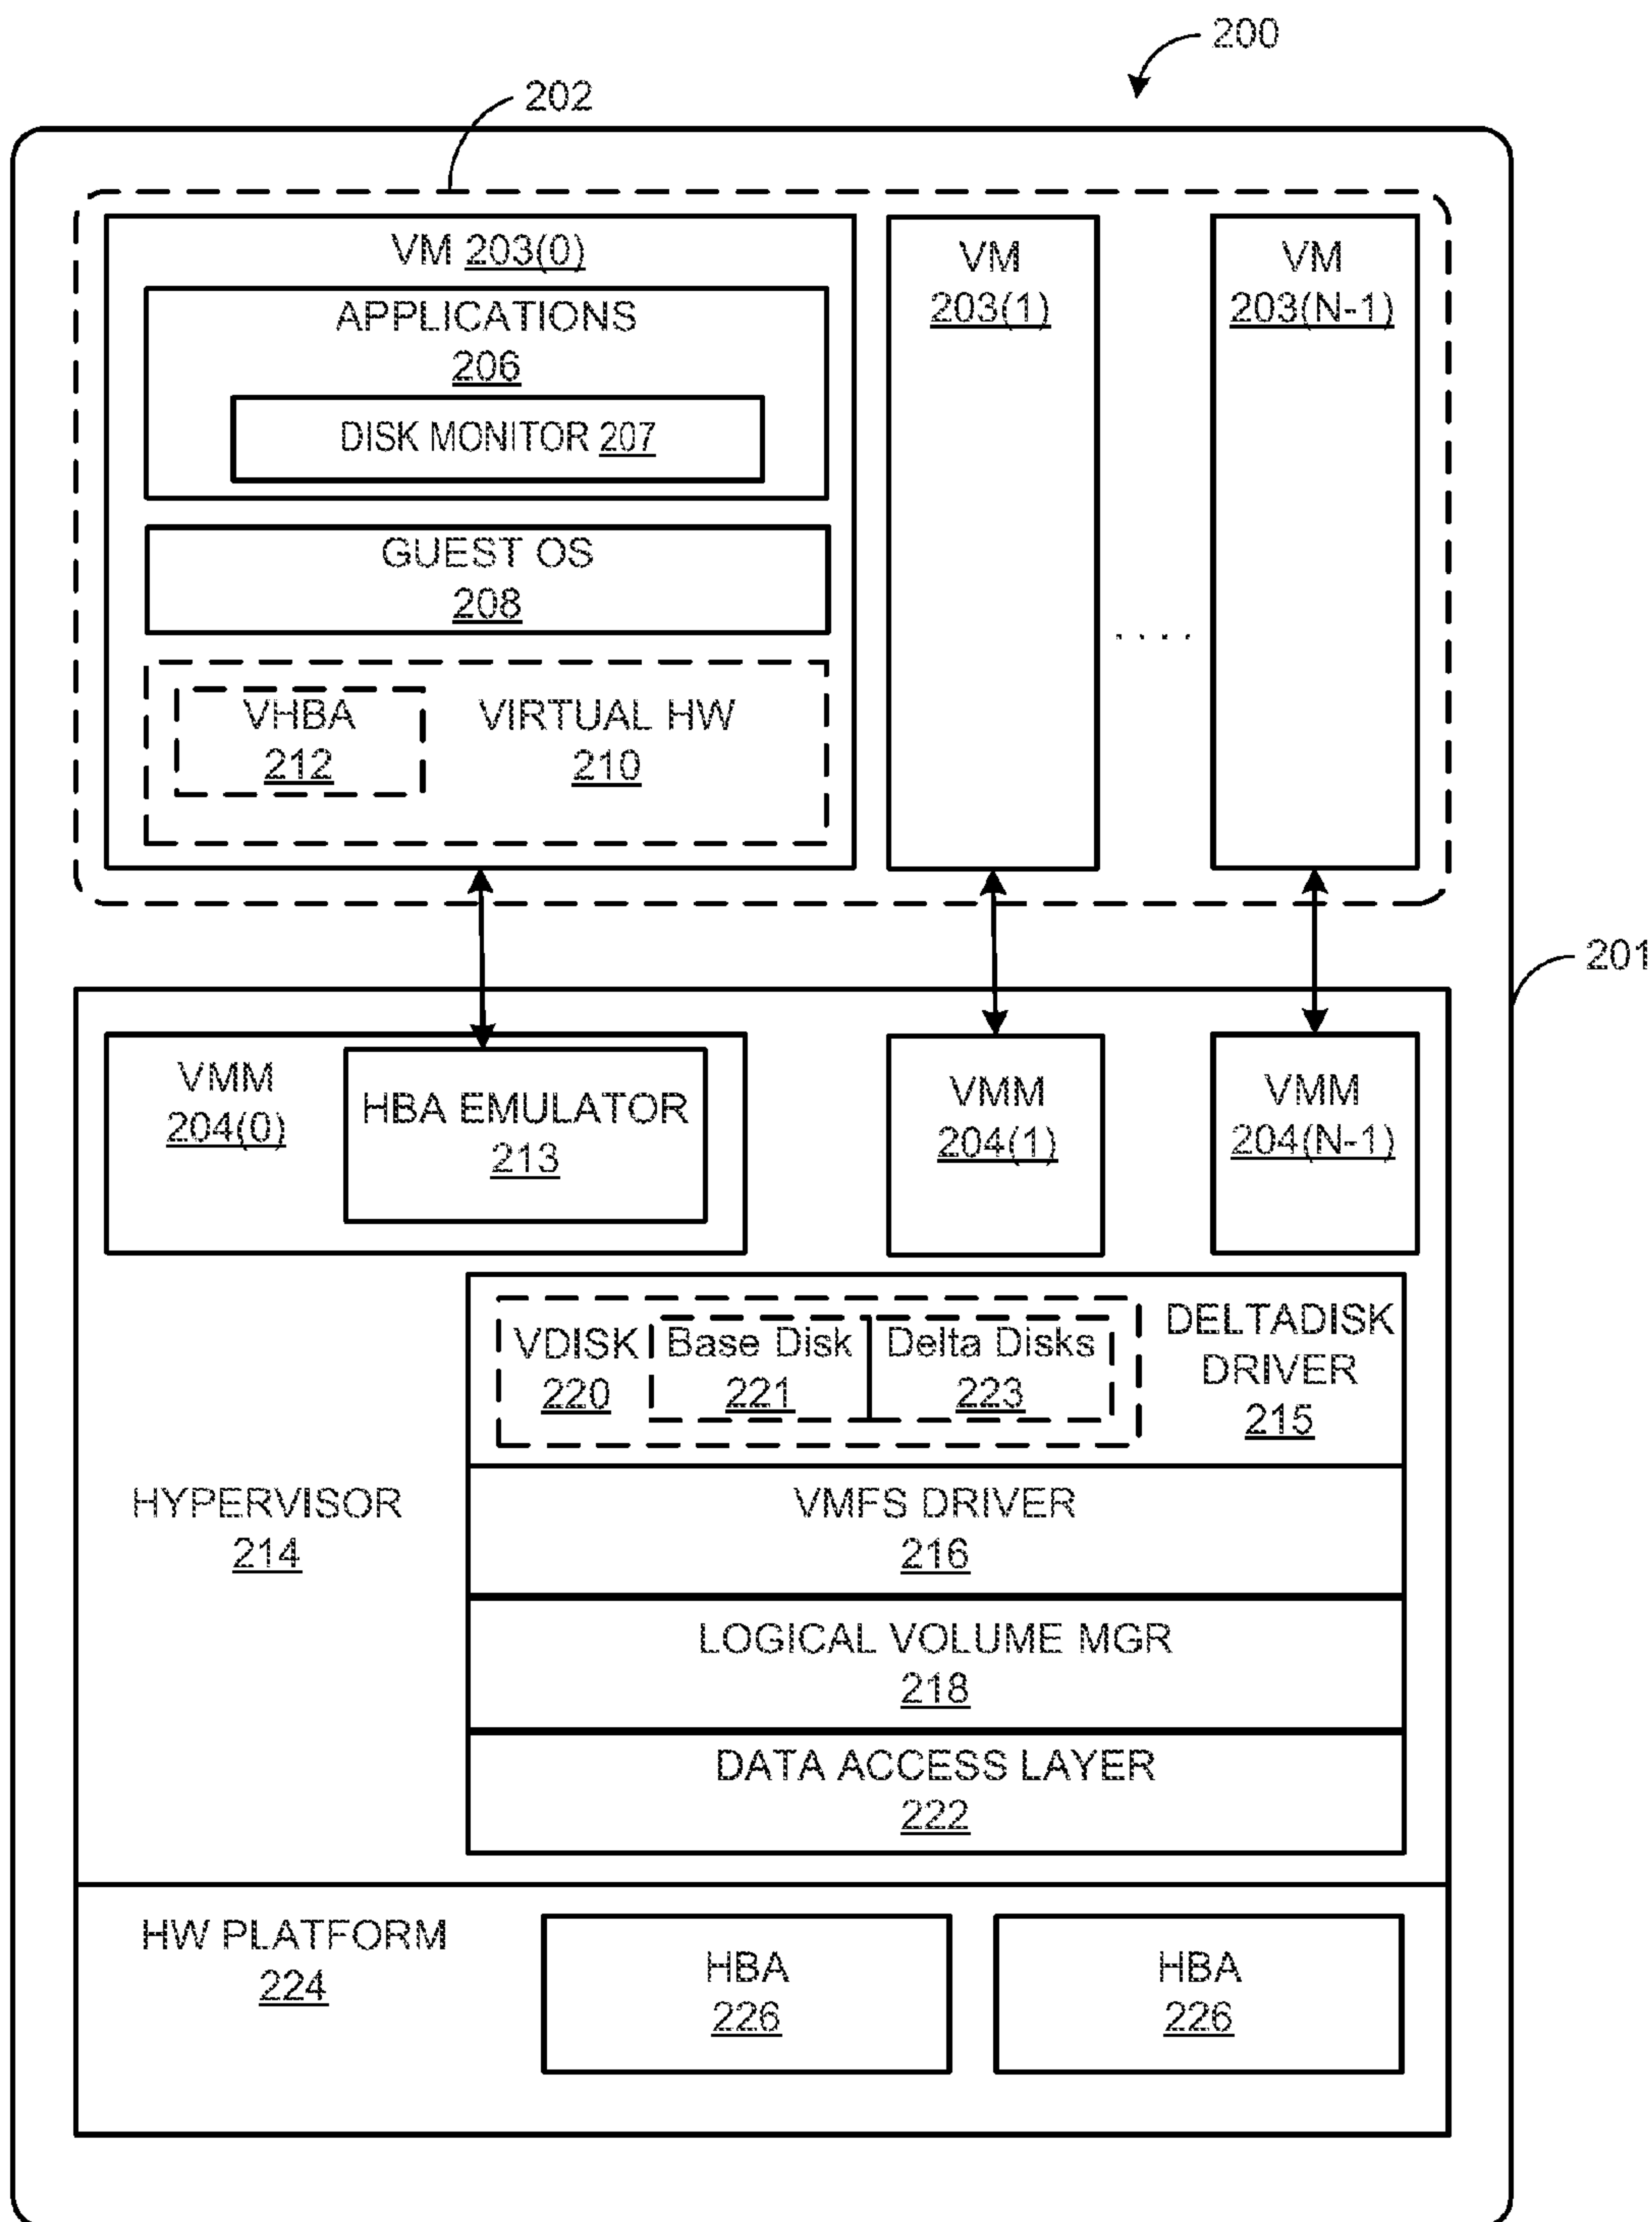 200
202
VM 203(0)
APPLICATIONS
206
DISK MONITOR 207
GUEST OS
208
VHBA
212
VIRTUAL HW
210
VM
203(1)
....
VM
203(N-1)
201
VMM
204(0)
HBA EMULATOR
213
VMM
204(1)
VMM
204(N-1)
VDISK
220
Base Disk
221
Delta Disks
223
DELTADISK
DRIVER
215
HYPERVISOR
214
VMFS DRIVER
216
LOGICAL VOLUME MGR
218
DATA ACCESS LAYER
222
HW PLATFORM
224
HBA
226
HBA
226